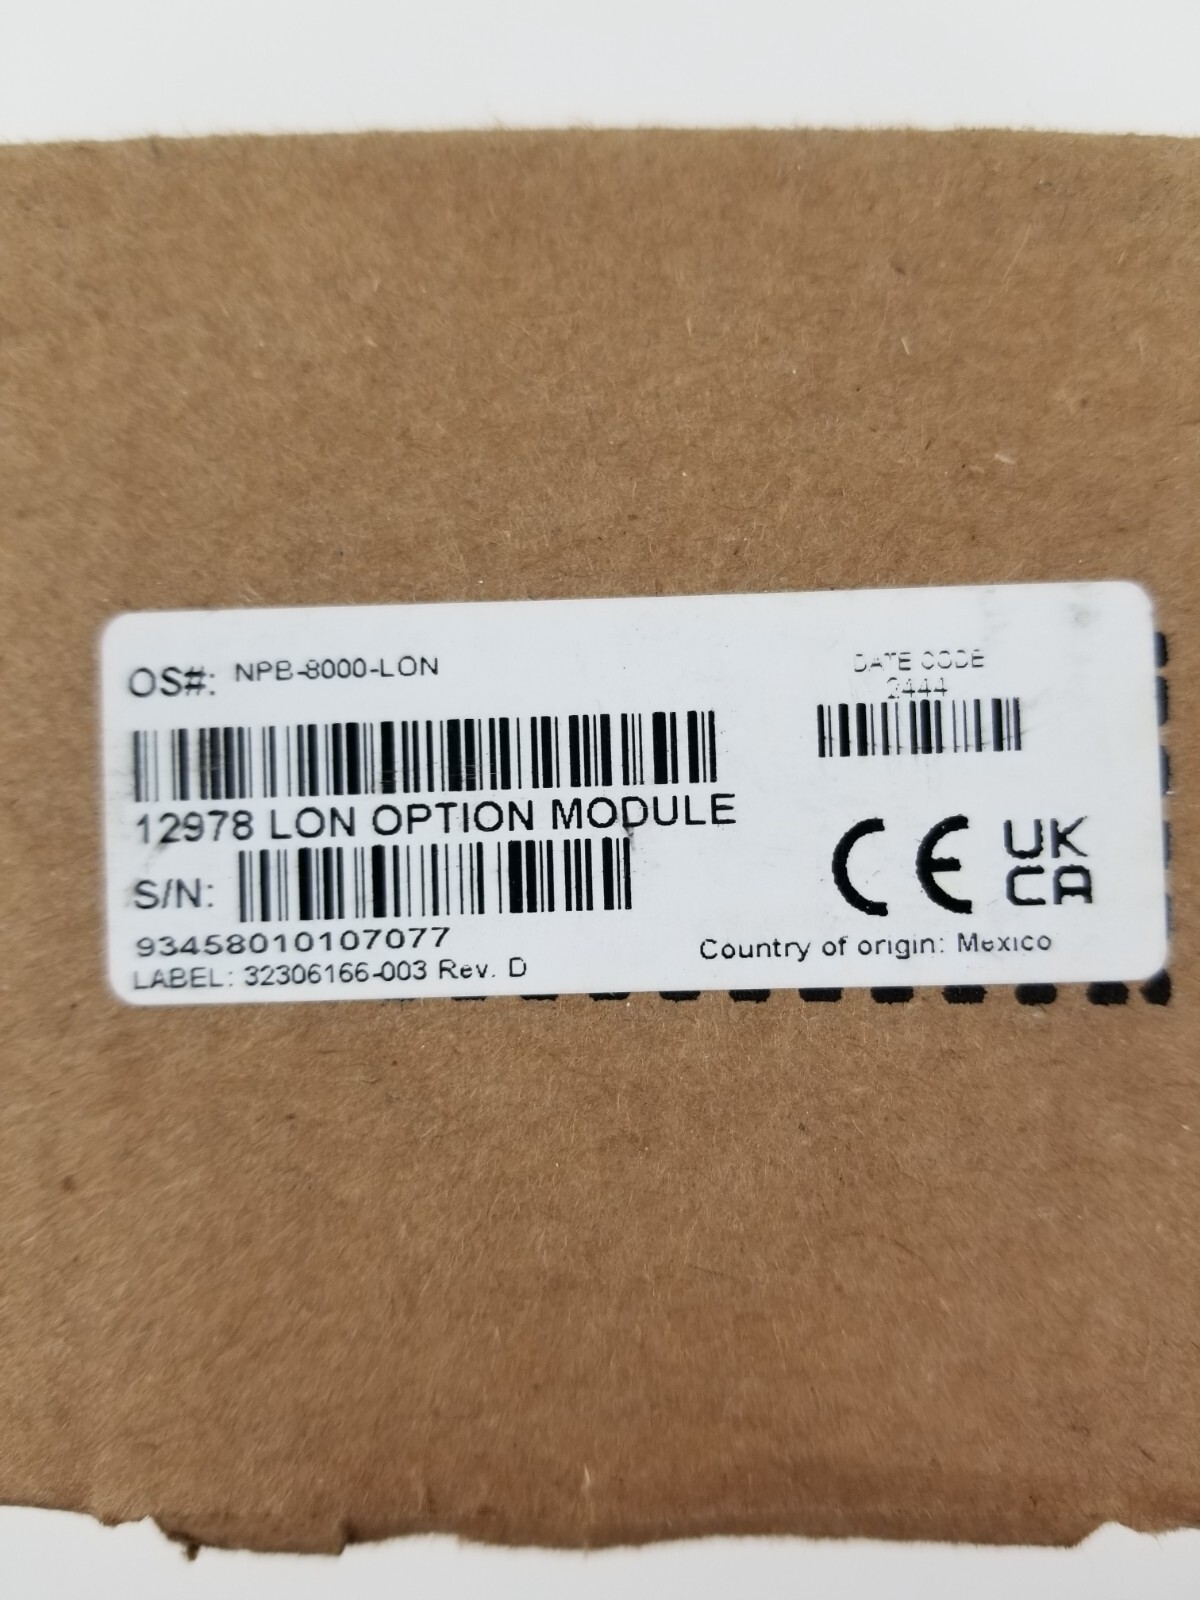 OS#: NPB-8000-LON
DATE CODE
2444
12978 LON OPTION MODULE
S/N:
93458010107077
LABEL: 32306166-003 Rev. D
CE
UK
CA
Country of origin: Mexico